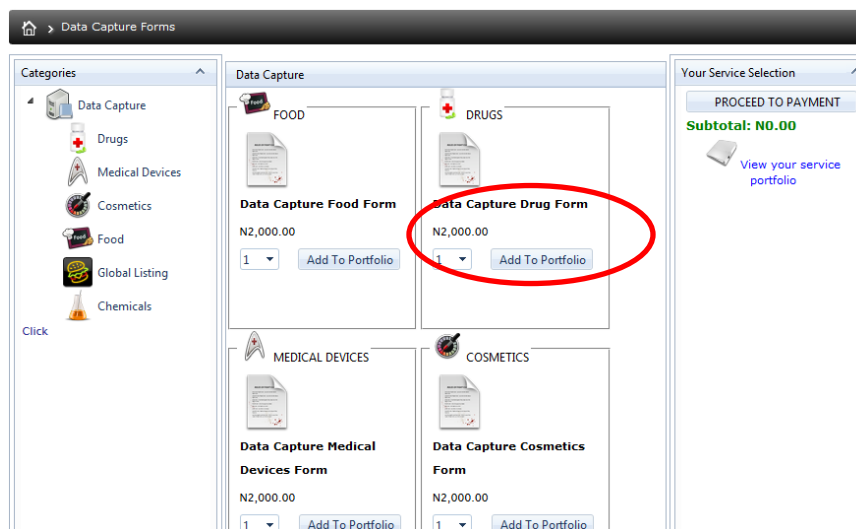 Data Capture Forms
Categories
Data Capture
Drugs
Medical Devices
Cosmetics
Food
Global Listing
Chemicals
Click
Data Capture
FOOD
Data Capture Food Form
N2,000.00
1
Add To Portfolio
DRUGS
Data Capture Drug Form
N2,000.00
1
Add To Portfolio
MEDICAL DEVICES
Data Capture Medical
Devices Form
N2,000.00
1
Add To Portfolio
COSMETICS
Data Capture Cosmetics
Form
N2,000.00
1
Add To Portfolio
Your Service Selection
PROCEED TO PAYMENT
Subtotal: N0.00
View your service
portfolio